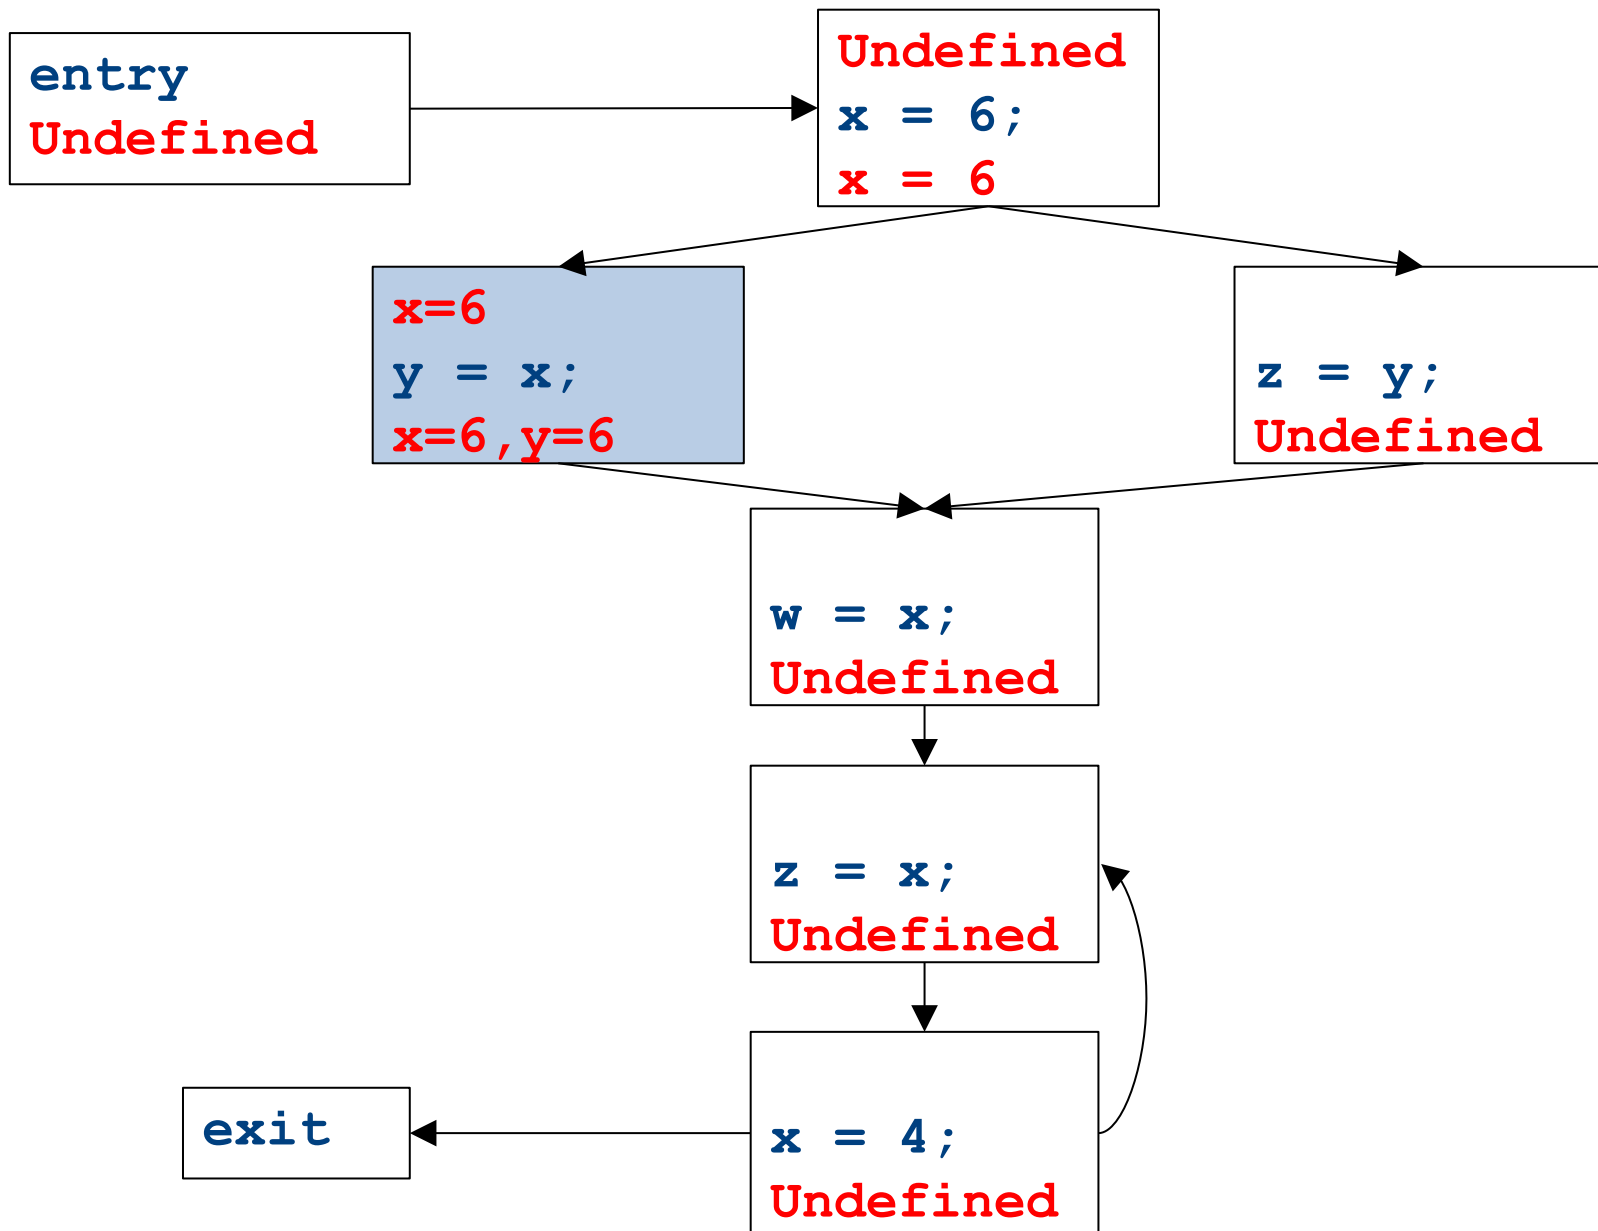 entry
Undefined
Undefined
x = 6;
x = 6
x=6
y = x;
x=6,y=6
z = y;
Undefined
w = x;
Undefined
z = x;
Undefined
exit
x = 4;
Undefined